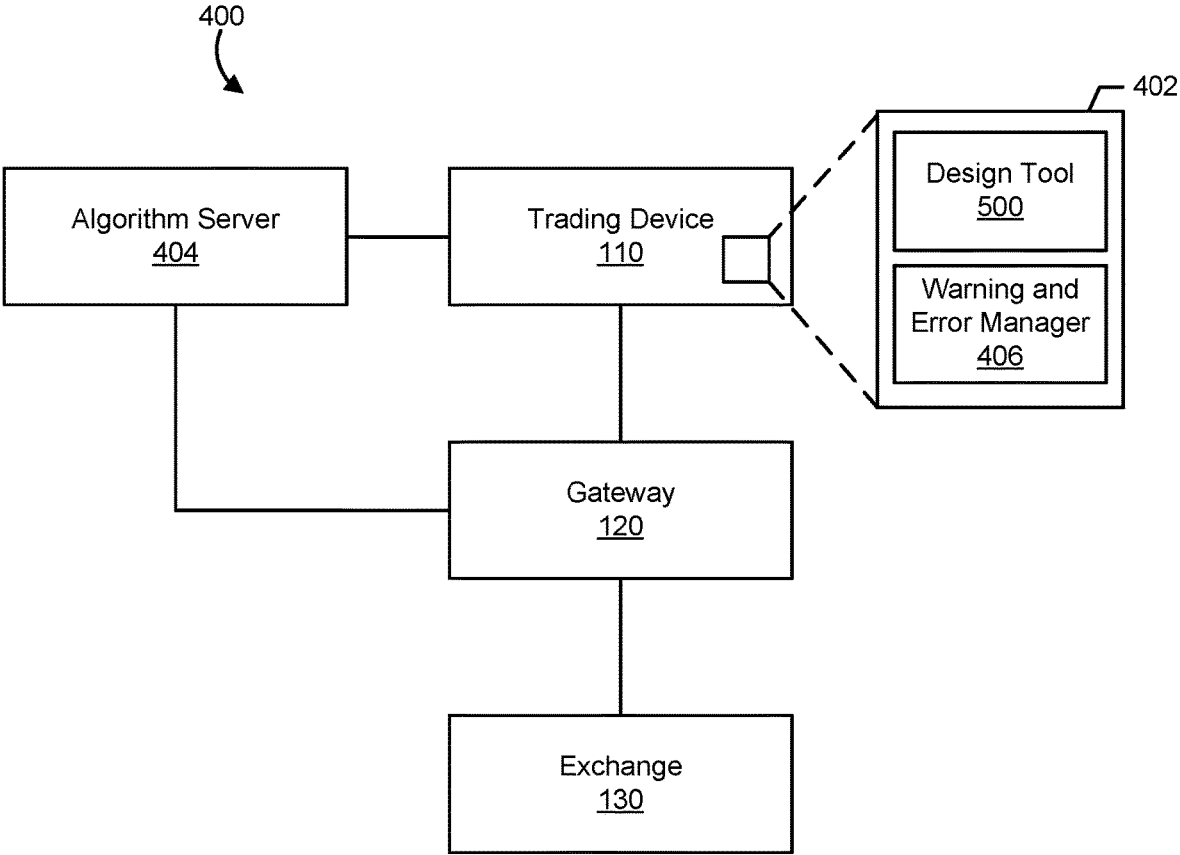 400
402
Design Tool
500
Algorithm Server
404
Trading Device
110
Warning and
Error Manager
406
Gateway
120
Exchange
130